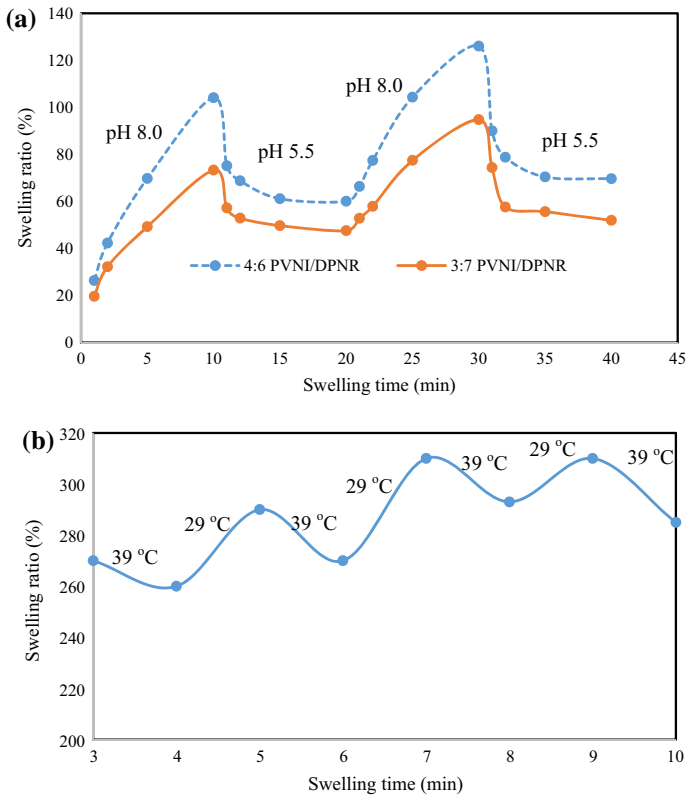 (a)
140
120
100
80
60
40
20
0
Swelling ratio (%)
pH 8.0
pH 5.5
pH 8.0
pH 5.5
4:6 PVNI/DPNR
3:7 PVNI/DPNR
0 5 10 15 20 25 30 35 40 45
Swelling time (min)
(b)
320
300
280
260
240
220
200
Swelling ratio (%)
39 °C
29 °C
39 °C
29 °C
39 °C
29 °C
39 °C
3 4 5 6 7 8 9 10
Swelling time (min)